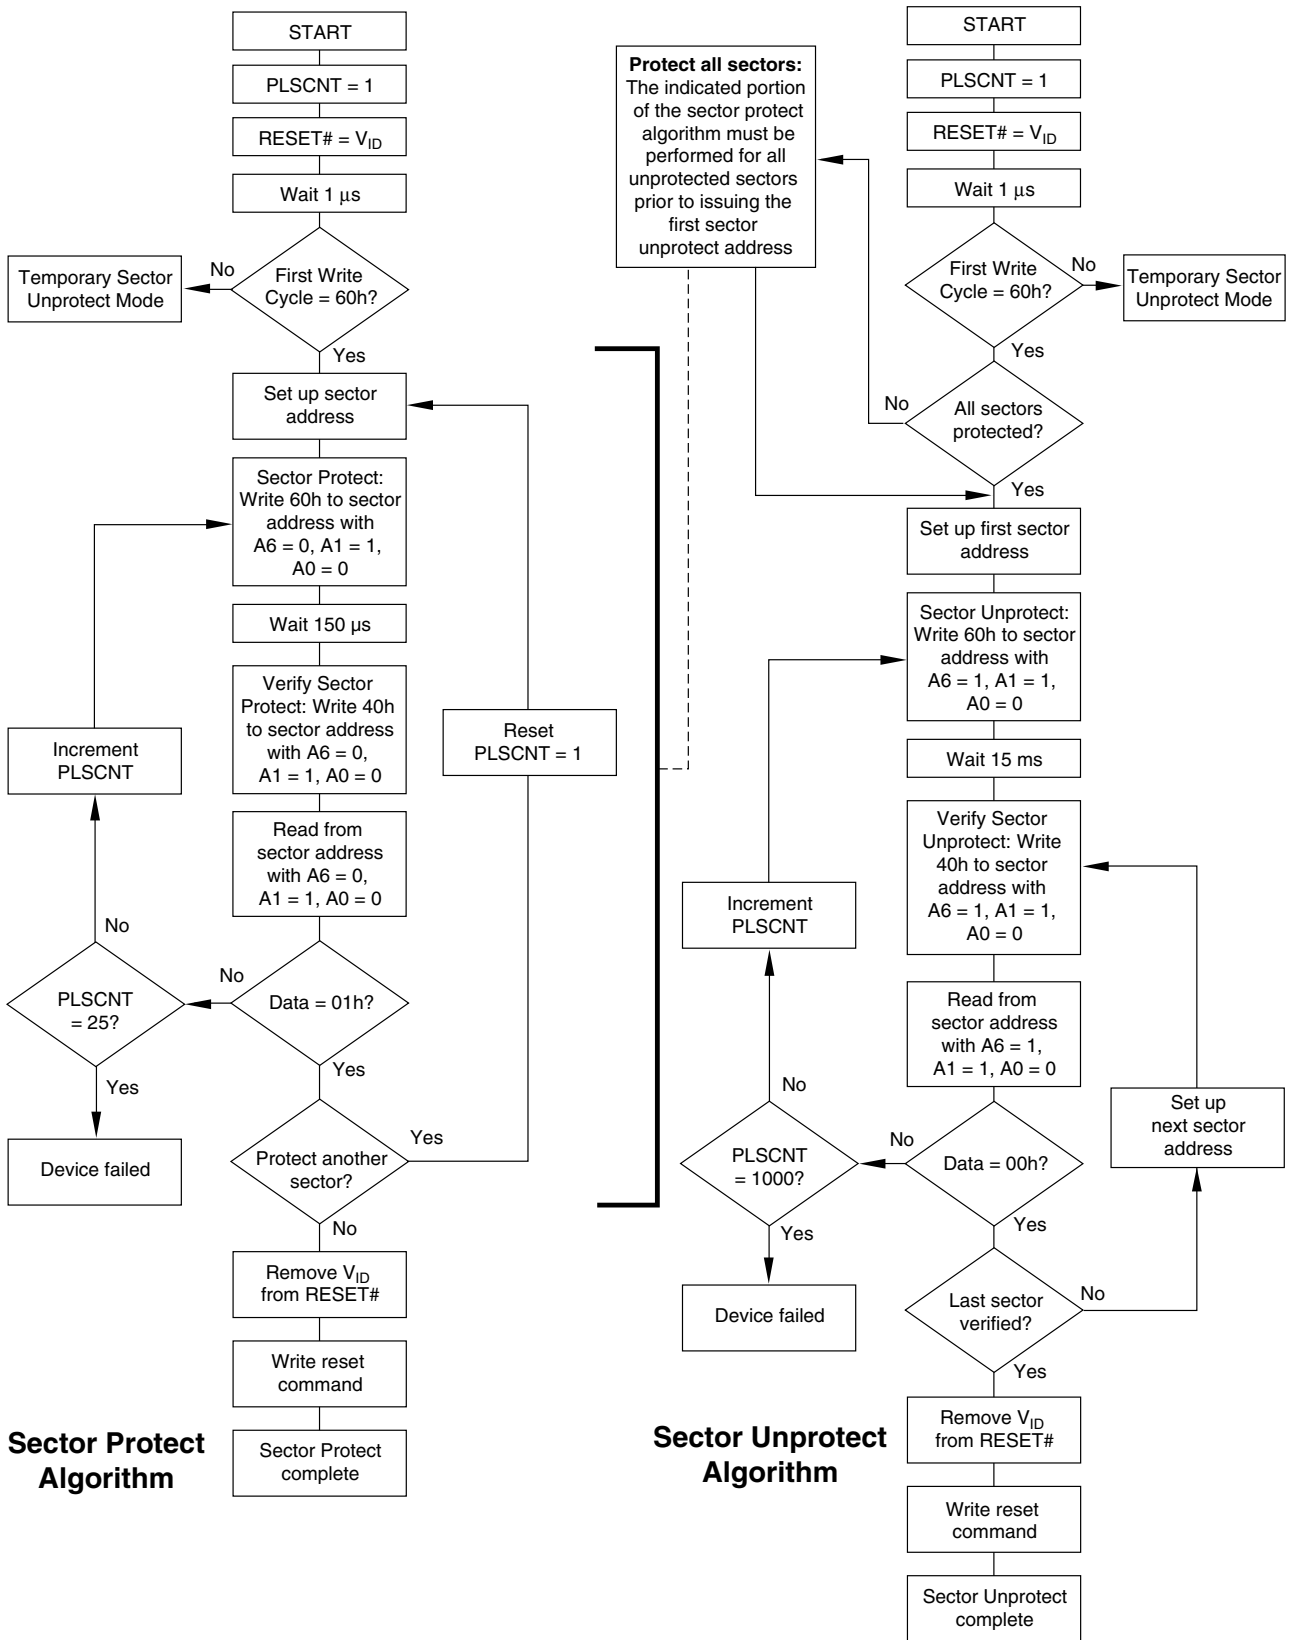 START
PLSCNT = 1
RESET# = VID
Wait 1 μs
First Write
Cycle = 60h?
No
Temporary Sector
Unprotect Mode
Yes
Set up sector
address
Sector Protect:
Write 60h to sector
address with
A6 = 0, A1 = 1,
A0 = 0
Wait 150 µs
Verify Sector
Protect: Write 40h
to sector address
with A6 = 0,
A1 = 1, A0 = 0
Read from
sector address
with A6 = 0,
A1 = 1, A0 = 0
Data = 01h?
No
PLSCNT
= 25?
No
Increment
PLSCNT
Yes
Device failed
Yes
Protect another
sector?
Yes
Reset
PLSCNT = 1
No
Remove VID
from RESET#
Write reset
command
Sector Protect
complete
Sector Protect
Algorithm
Protect all sectors:
The indicated portion
of the sector protect
algorithm must be
performed for all
unprotected sectors
prior to issuing the
first sector
unprotect address
START
PLSCNT = 1
RESET# = VID
Wait 1 μs
First Write
Cycle = 60h?
No
Temporary Sector
Unprotect Mode
Yes
All sectors
protected?
No
Yes
Set up first sector
address
Sector Unprotect:
Write 60h to sector
address with
A6 = 1, A1 = 1,
A0 = 0
Wait 15 ms
Verify Sector
Unprotect: Write
40h to sector
address with
A6 = 1, A1 = 1,
A0 = 0
Read from
sector address
with A6 = 1,
A1 = 1, A0 = 0
Data = 00h?
No
PLSCNT
= 1000?
No
Increment
PLSCNT
Yes
Device failed
Yes
Last sector
verified?
No
Set up
next sector
address
Yes
Remove VID
from RESET#
Write reset
command
Sector Unprotect
complete
Sector Unprotect
Algorithm